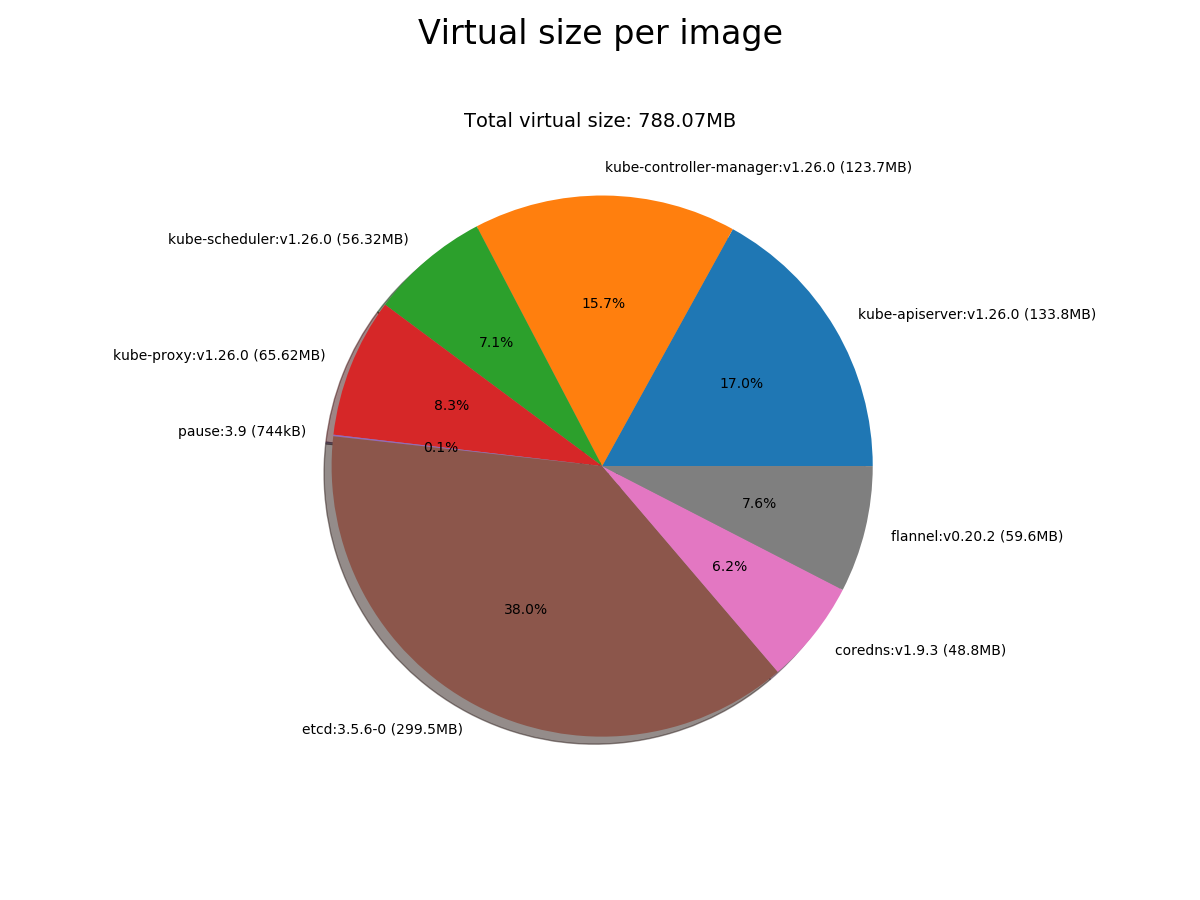 Virtual size per image
Total virtual size: 788.07MB
kube-controller-manager:v1.26.0 (123.7MB)
kube-scheduler:v1.26.0 (56.32MB)
15.7%
kube-apiserver:v1.26.0 (133.8MB)
7.1%
kube-proxy:v1.26.0 (65.62MB)
17.0%
8.3%
pause:3.9 (744kB)
0.1%
7.6%
flannel:v0.20.2 (59.6MB)
6.2%
38.0%
coredns:v1.9.3 (48.8MB)
etcd:3.5.6-0 (299.5MB)